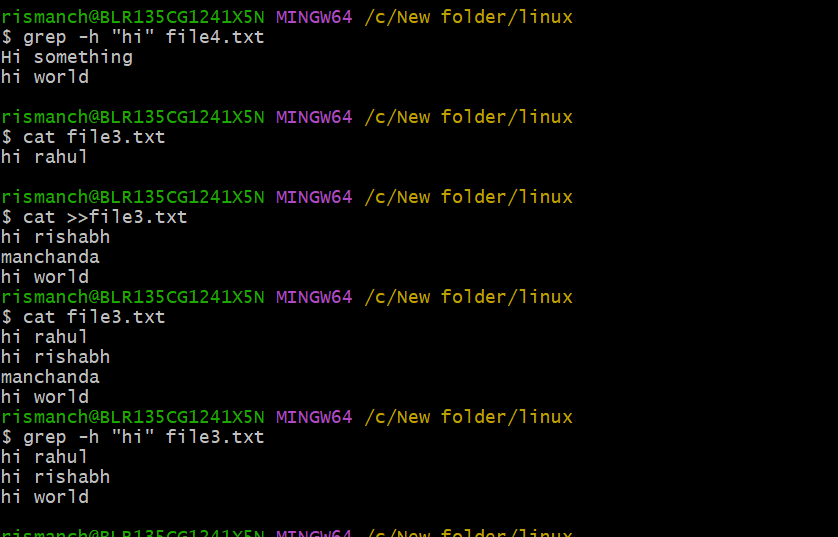 rismanch@BLR135CG1241X5N MINGW64 /c/New folder/linux
$ grep -h "hi" file4.txt
Hi something
hi world
rismanch@BLR135CG1241X5N MINGW64 /c/New folder/linux
$ cat file3.txt
hi rahul
rismanch@BLR135CG1241X5N MINGW64 /c/New folder/linux
$ cat >>file3.txt
hi rishabh
manchanda
hi world
rismanch@BLR135CG1241X5N MINGW64 /c/New folder/linux
$ cat file3.txt
hi rahul
hi rishabh
manchanda
hi world
rismanch@BLR135CG1241X5N MINGW64 /c/New folder/linux
$ grep -h "hi" file3.txt
hi rahul
hi rishabh
hi world
rismanch@BLR135CG1241X5N MINGW64 /c/New folder/linux